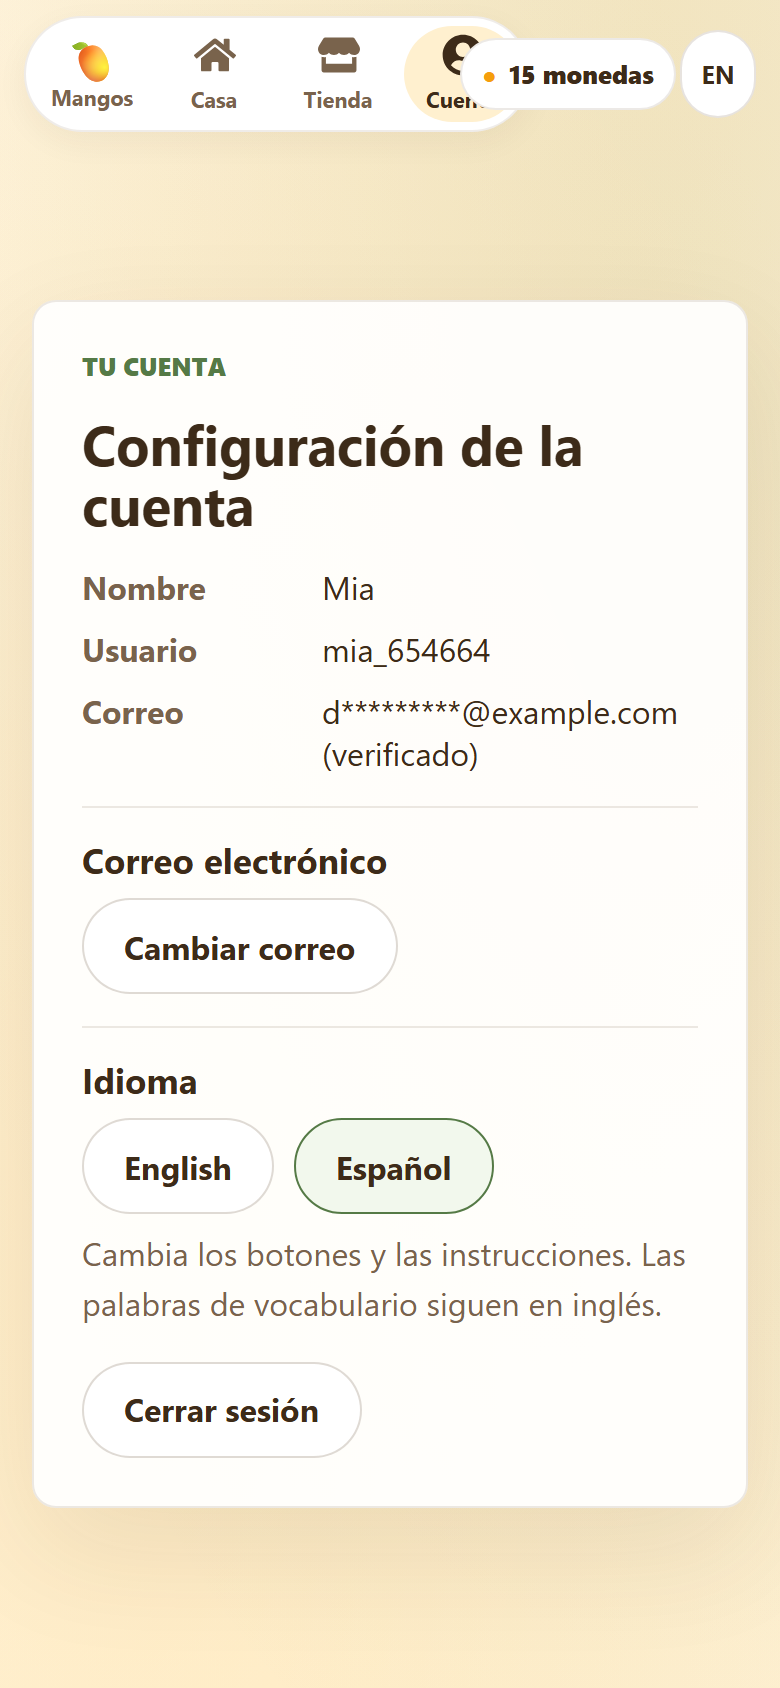 Mangos
Casa
Tienda
15 monedas
EN
TU CUENTA
Configuración de la
cuenta
Nombre Mia
Usuario mia_654664
Correo d*********@example.com
(verificado)
Correo electrónico
Cambiar correo
Idioma
English Español
Cambia los botones y las instrucciones. Las
palabras de vocabulario siguen en inglés.
Cerrar sesión